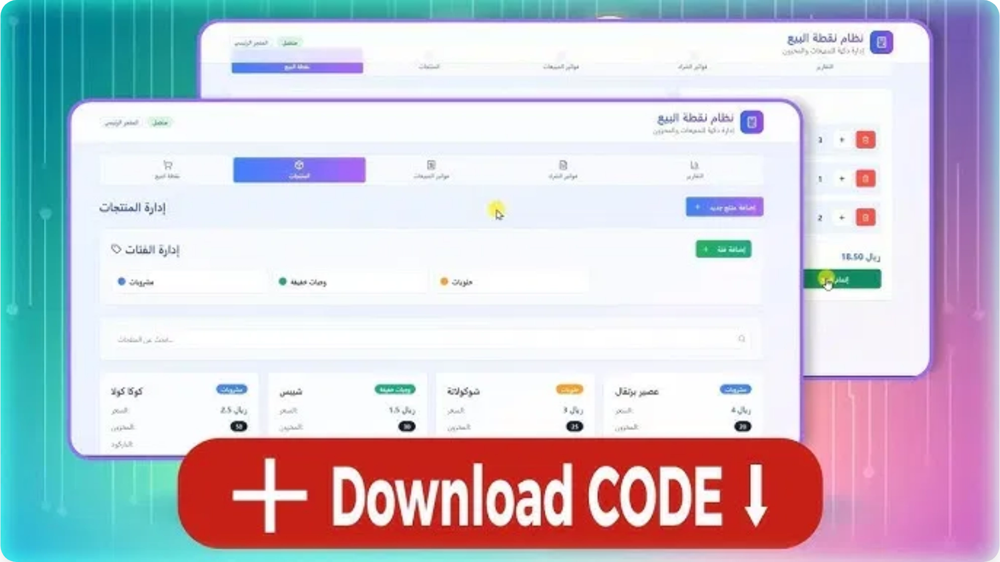 نظام نقطة البيع
إدارة ذكية للمبيعات والمخزون
متصل
المتجر الرئيسي
التقارير
فواتير الشراء
فواتير المبيعات
المنتجات
نقطة البيع
3 +
1 +
2 +
ريال 18.50
نظام نقطة البيع
إدارة ذكية للمبيعات والمخزون
متصل
المتجر الرئيسي
التقارير
فواتير الشراء
فواتير المبيعات
المنتجات
نقطة البيع
إدارة المنتجات
إضافة منتج جديد +
إدارة الفئات
إضافة فئة +
مشروبات
وجبات خفيفة
حلويات
ابحث عن المنتجات...
كوكا كولا
مشروبات
السعر:
ريال 2.5
المخزون:
50
الباركود:
شيبس
وجبات خفيفة
السعر:
ريال 1.5
المخزون:
30
شوكولاتة
حلويات
السعر:
ريال 3
المخزون:
25
عصير برتقال
مشروبات
السعر:
ريال 4
المخزون:
20
+ Download CODE ↓